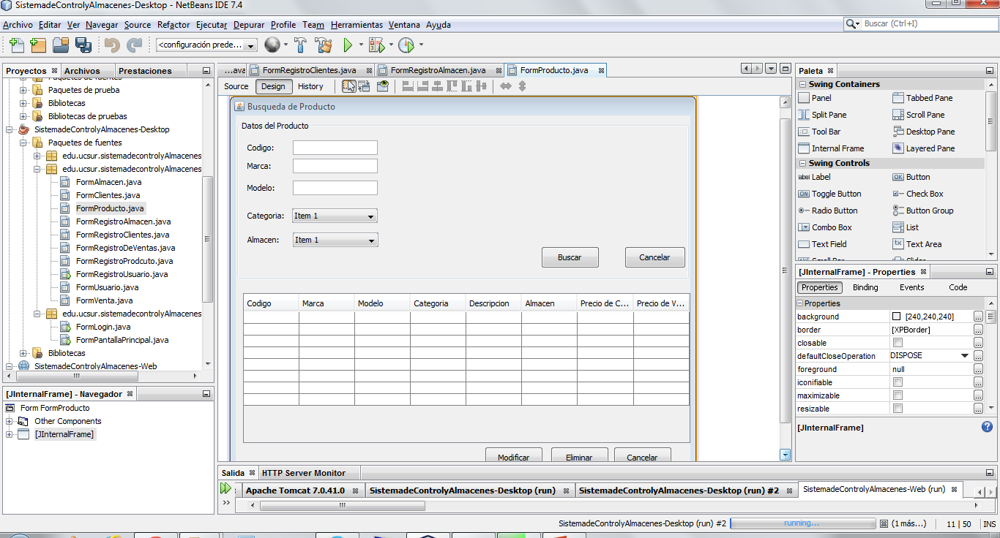 SistemadeControlyAlmacenes-Desktop - NetBeans IDE 7.4
Archivo Editar Ver Navegar Source Refactor Ejecutar Depurar Profile Team Herramientas Ventana Ayuda
Buscar (Ctrl+I)
<configuración prede...
Proyectos Archivos Prestaciones
Paquetes de fuentes
Paquetes de prueba
Bibliotecas
Bibliotecas de pruebas
SistemadeControlyAlmacenes-Desktop
Paquetes de fuentes
edu.ucsur.sistemadecontrolyAlmacenes
edu.ucsur.sistemadecontrolyAlmacenes
FormAlmacen.java
FormClientes.java
FormProducto.java
FormRegistroAlmacen.java
FormRegistroClientes.java
FormRegistroDeVentas.java
FormRegistroProdcuto.java
FormRegistroUsuario.java
FormUsuario.java
FormVenta.java
edu.ucsur.sistemadecontrolyAlmacenes
FormLogin.java
FormPantallaPrincipal.java
Bibliotecas
SistemadeControlyAlmacenes-Web
[JInternalFrame] - Navegador
Form FormProducto
Other Components
[JInternalFrame]
...ava FormRegistroClientes.java FormRegistroAlmacen.java FormProducto.java
Source Design History
Busqueda de Producto
Datos del Producto
Codigo:
Marca:
Modelo:
Categoria: Item 1
Almacen: Item 1
Buscar Cancelar
Codigo Marca Modelo Categoria Descripcion Almacen Precio de C... Precio de V...
Modificar Eliminar Cancelar
Paleta
Swing Containers
Panel Tabbed Pane
Split Pane Scroll Pane
Tool Bar Desktop Pane
Internal Frame Layered Pane
Swing Controls
label Label OK Button
ON Toggle Button Check Box
Radio Button Button Group
Combo Box List
Text Field Text Area
Scroll Bar Slider
[JInternalFrame] - Properties
Properties Binding Events Code
Properties
background [240,240,240] ...
border [XPBorder] ...
closable ...
defaultCloseOperation DISPOSE ...
foreground null ...
iconifiable ...
maximizable ...
resizable ...
[JInternalFrame]
Salida HTTP Server Monitor
Apache Tomcat 7.0.41.0 SistemadeControlyAlmacenes-Desktop (run) SistemadeControlyAlmacenes-Desktop (run) #2 SistemadeControlyAlmacenes-Web (run)
SistemadeControlyAlmacenes-Desktop (run) #2 running... (1 más...) 11 | 50 INS